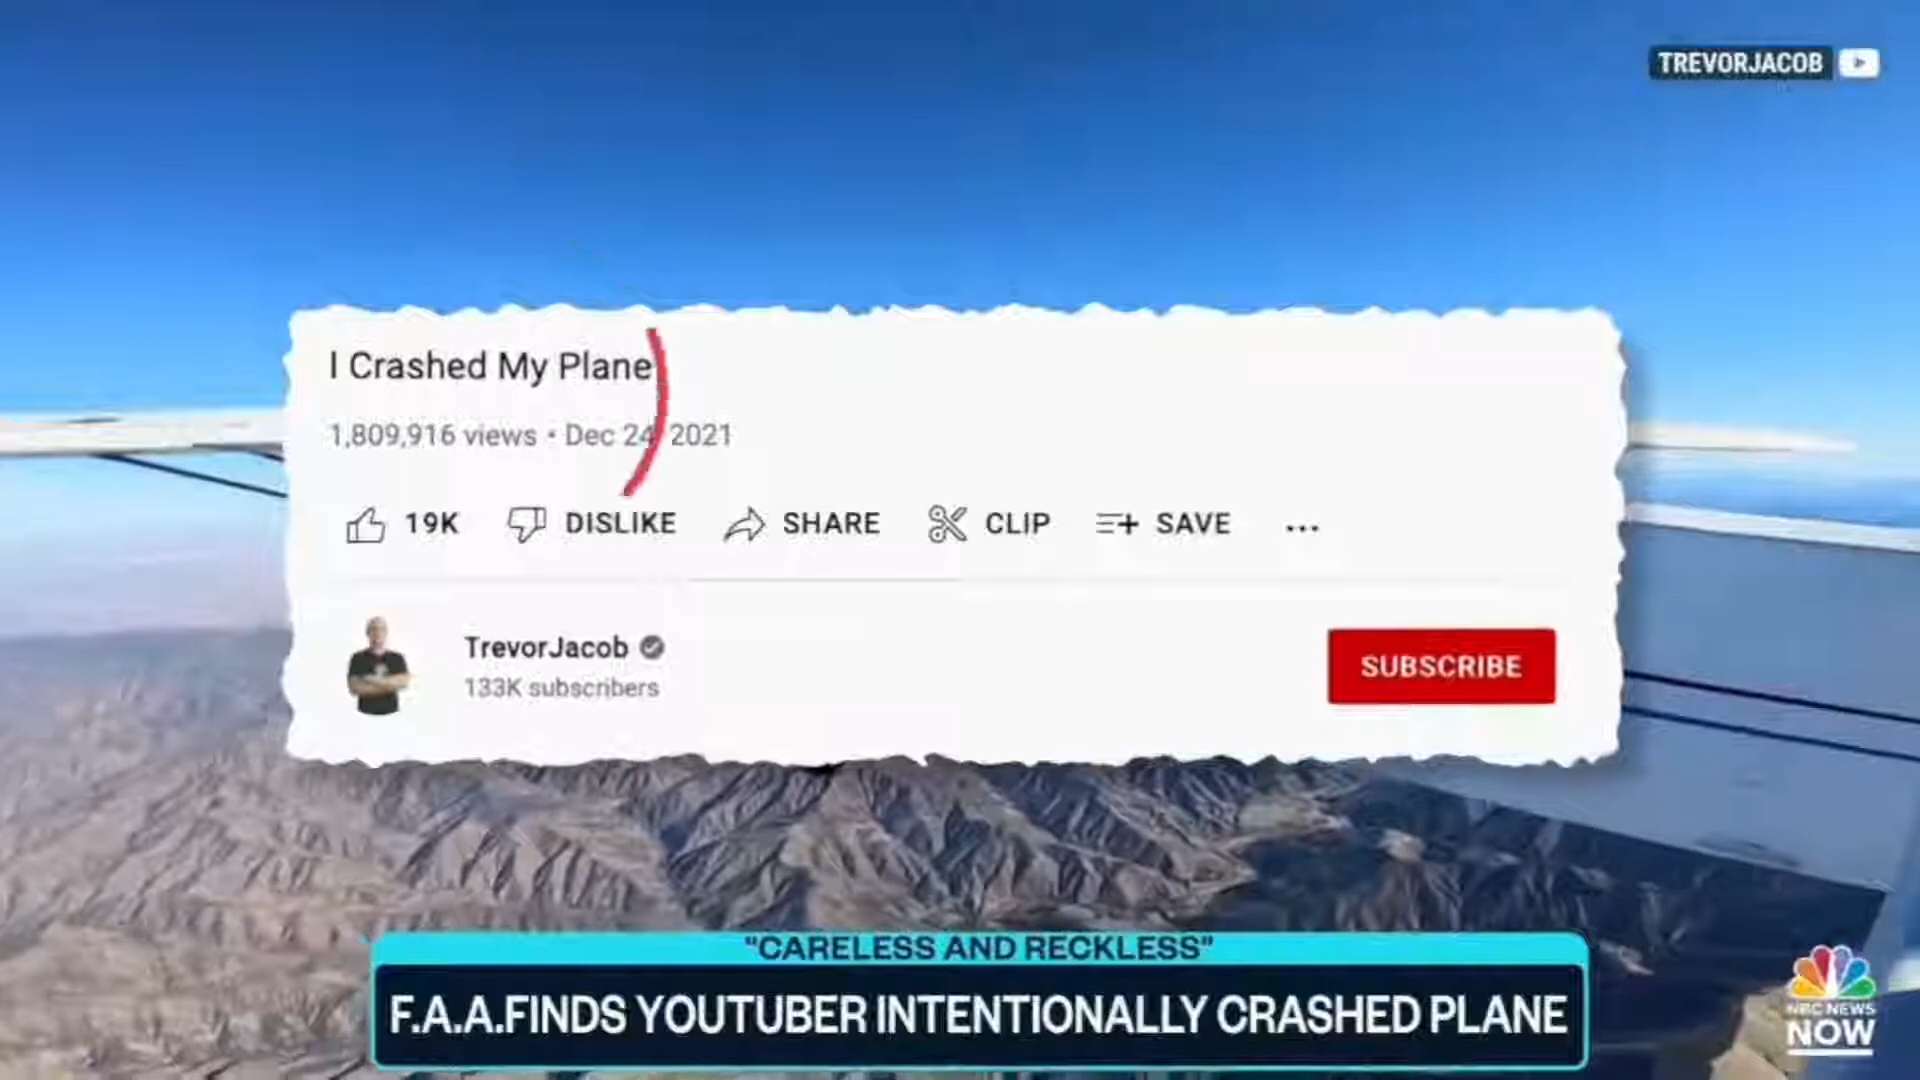 TREVORJACOB
I Crashed My Plane
1,809,916 views • Dec 24, 2021
19K DISLIKE SHARE CLIP SAVE ...
TrevorJacob
133K subscribers
SUBSCRIBE
"CARELESS AND RECKLESS"
F.A.A.FINDS YOUTUBER INTENTIONALLY CRASHED PLANE
NBC NEWS
NOW